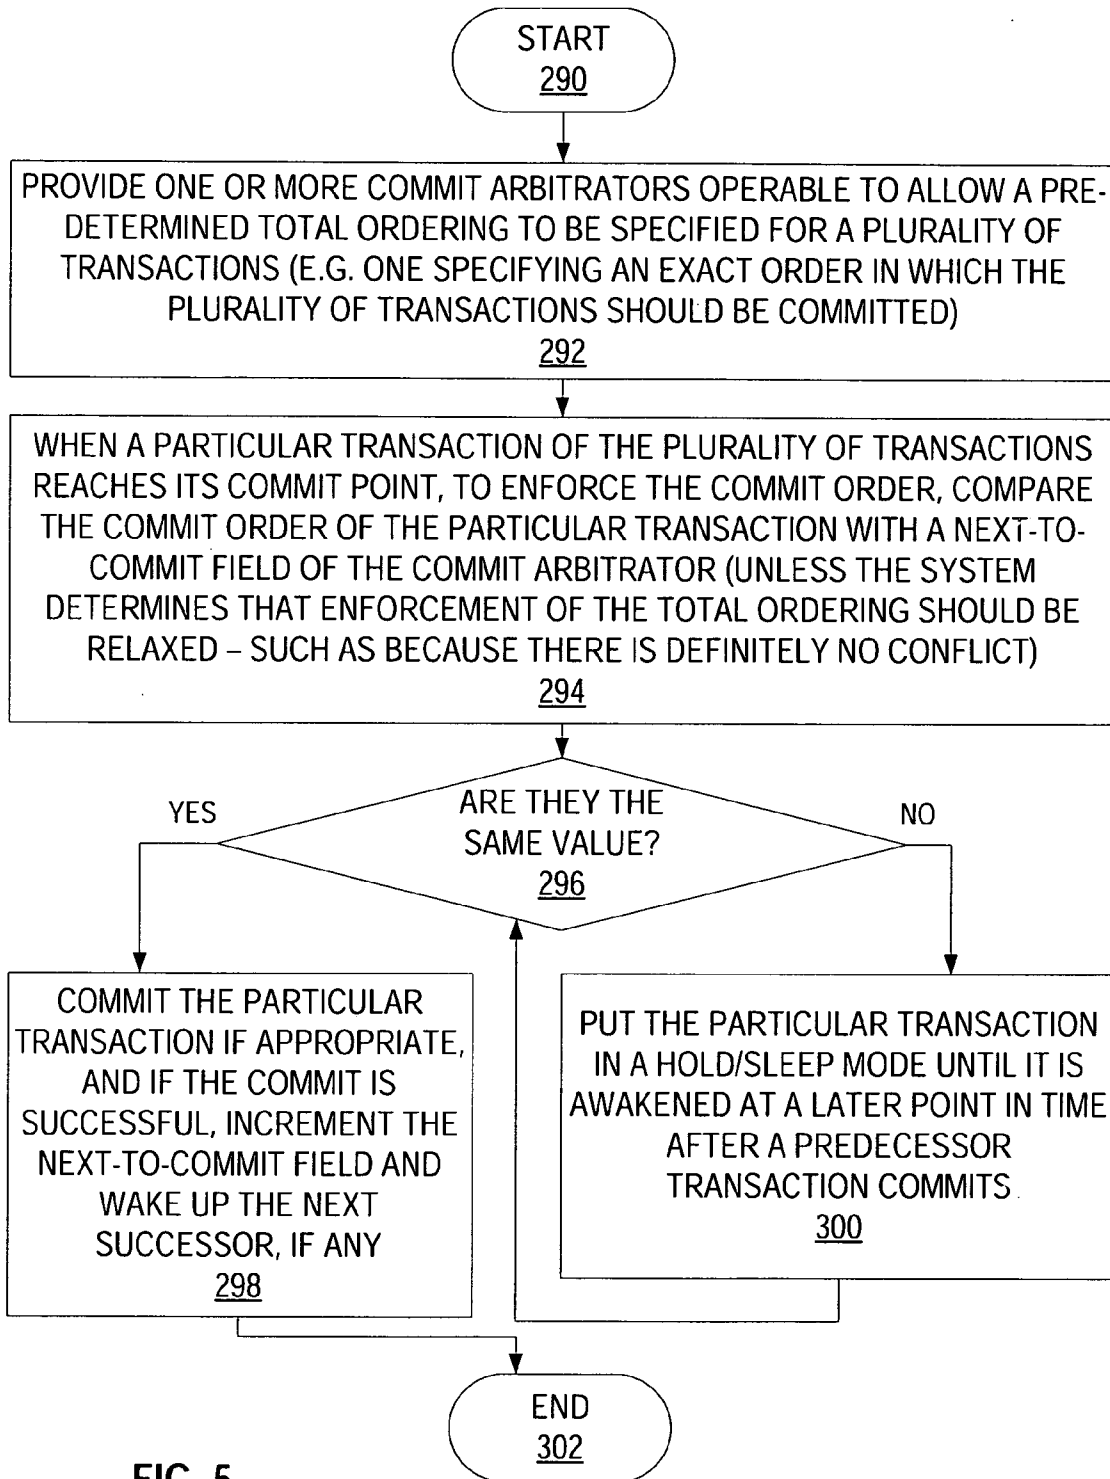 START
290
PROVIDE ONE OR MORE COMMIT ARBITRATORS OPERABLE TO ALLOW A PRE-
DETERMINED TOTAL ORDERING TO BE SPECIFIED FOR A PLURALITY OF
TRANSACTIONS (E.G. ONE SPECIFYING AN EXACT ORDER IN WHICH THE
PLURALITY OF TRANSACTIONS SHOULD BE COMMITTED)
292
WHEN A PARTICULAR TRANSACTION OF THE PLURALITY OF TRANSACTIONS
REACHES ITS COMMIT POINT, TO ENFORCE THE COMMIT ORDER, COMPARE
THE COMMIT ORDER OF THE PARTICULAR TRANSACTION WITH A NEXT-TO-
COMMIT FIELD OF THE COMMIT ARBITRATOR (UNLESS THE SYSTEM
DETERMINES THAT ENFORCEMENT OF THE TOTAL ORDERING SHOULD BE
RELAXED – SUCH AS BECAUSE THERE IS DEFINITELY NO CONFLICT)
294
YES
ARE THEY THE
SAME VALUE?
296
NO
COMMIT THE PARTICULAR
TRANSACTION IF APPROPRIATE,
AND IF THE COMMIT IS
SUCCESSFUL, INCREMENT THE
NEXT-TO-COMMIT FIELD AND
WAKE UP THE NEXT
SUCCESSOR, IF ANY
298
PUT THE PARTICULAR TRANSACTION
IN A HOLD/SLEEP MODE UNTIL IT IS
AWAKENED AT A LATER POINT IN TIME
AFTER A PREDECESSOR
TRANSACTION COMMITS
300
END
302
FIG. 5